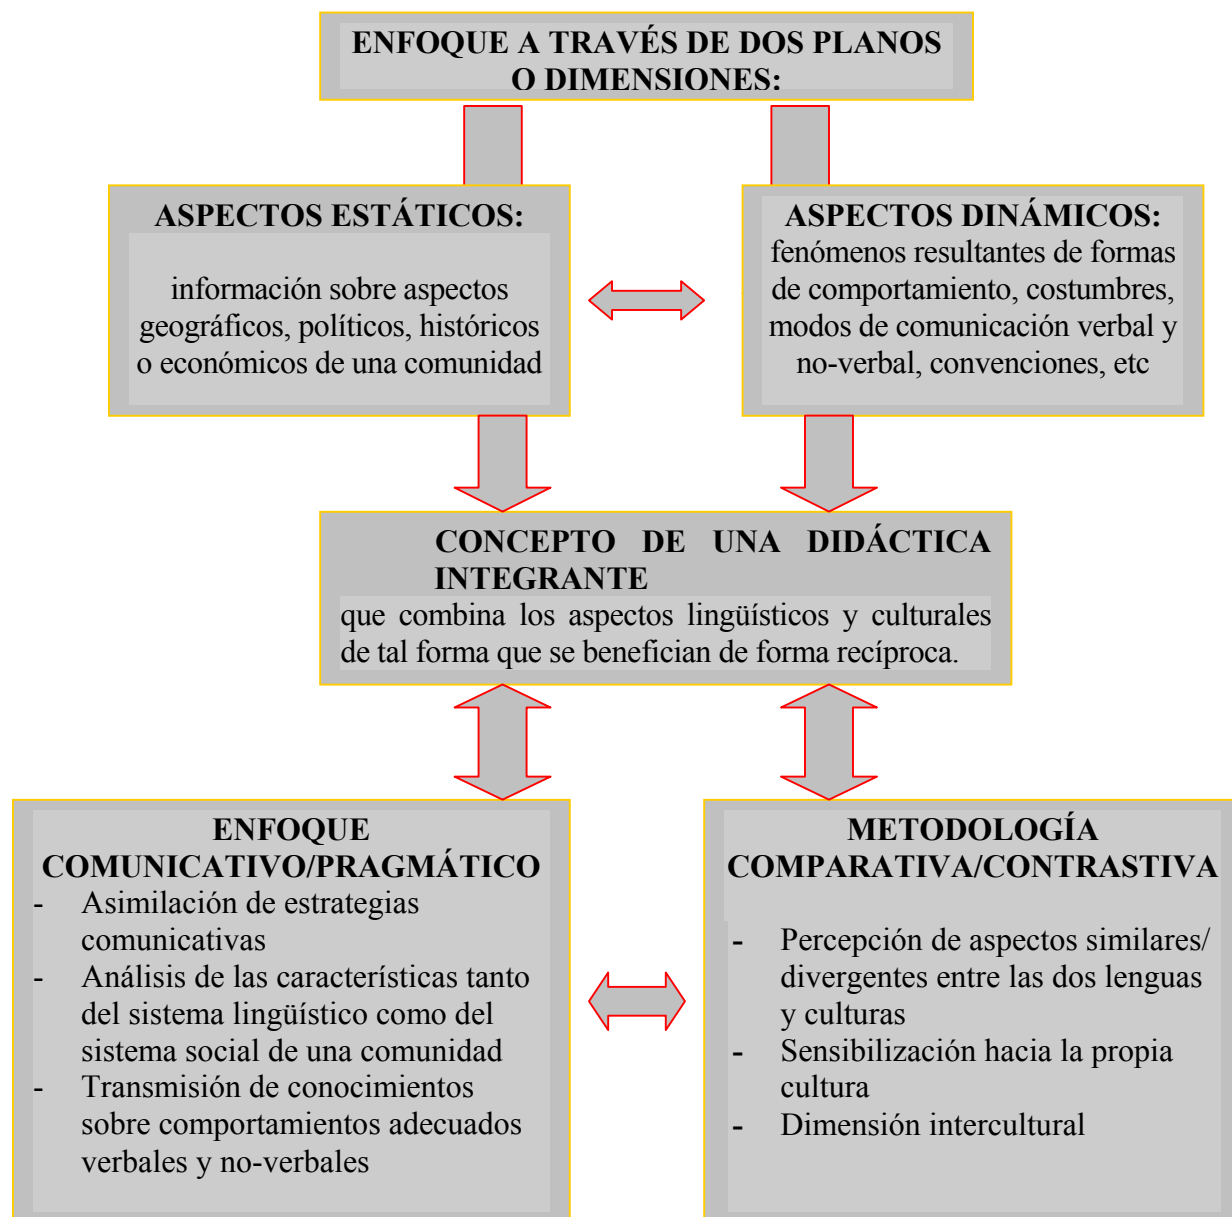 ENFOQUE A TRAVÉS DE DOS PLANOS
O DIMENSIONES:
ASPECTOS ESTÁTICOS:
información sobre aspectos
geográficos, políticos, históricos
o económicos de una comunidad
ASPECTOS DINÁMICOS:
fenómenos resultantes de formas
de comportamiento, costumbres,
modos de comunicación verbal y
no-verbal, convenciones, etc
CONCEPTO DE UNA DIDÁCTICA
INTEGRANTE
que combina los aspectos lingüísticos y culturales
de tal forma que se benefician de forma recíproca.
ENFOQUE
COMUNICATIVO/PRAGMÁTICO
- Asimilación de estrategias
comunicativas
- Análisis de las características tanto
del sistema lingüístico como del
sistema social de una comunidad
- Transmisión de conocimientos
sobre comportamientos adecuados
verbales y no-verbales
METODOLOGÍA
COMPARATIVA/CONTRASTIVA
- Percepción de aspectos similares/
divergentes entre las dos lenguas
y culturas
- Sensibilización hacia la propia
cultura
- Dimensión intercultural